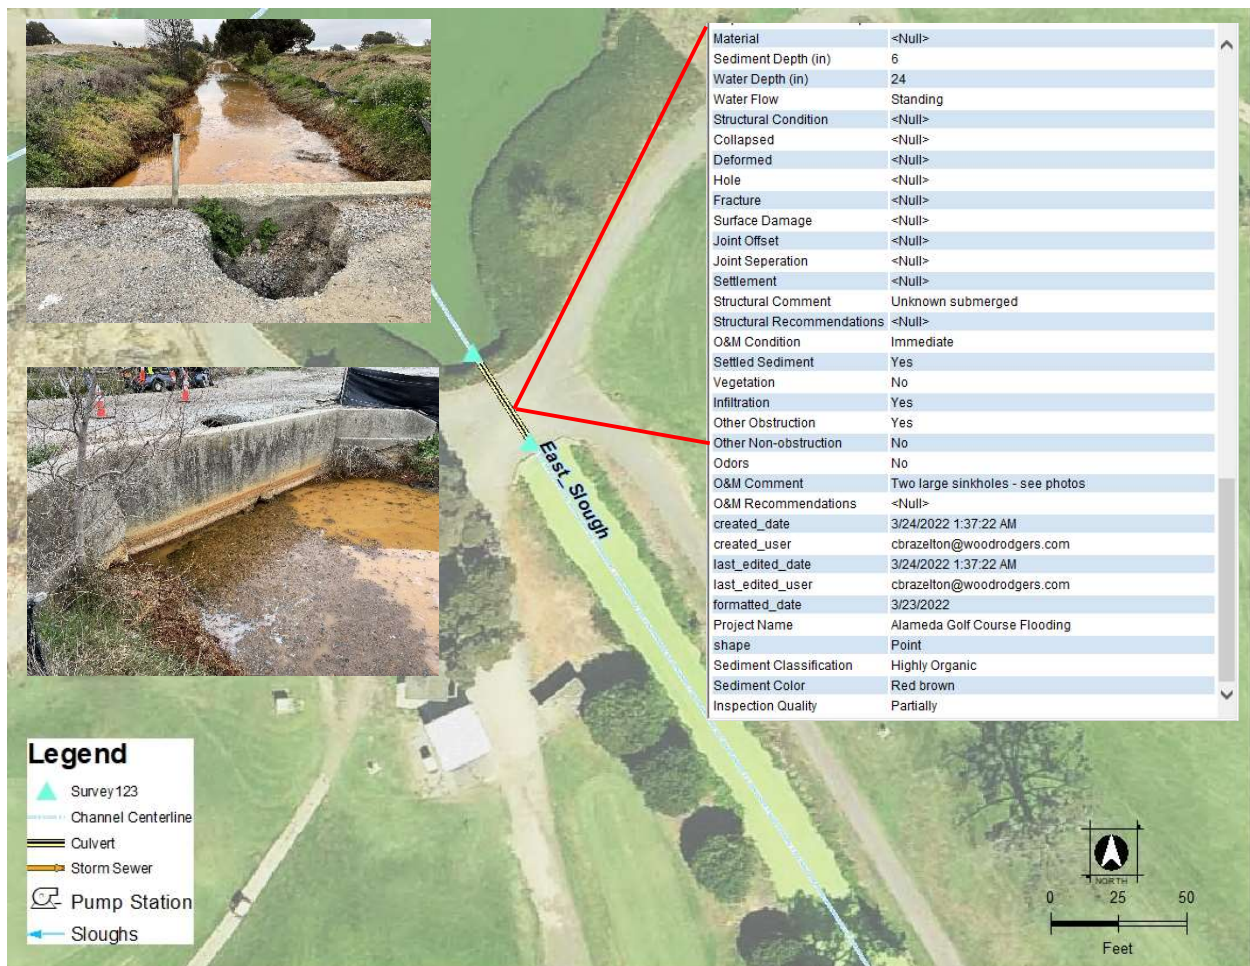 Material <Null>
Sediment Depth (in) 6
Water Depth (in) 24
Water Flow Standing
Structural Condition <Null>
Collapsed <Null>
Deformed <Null>
Hole <Null>
Fracture <Null>
Surface Damage <Null>
Joint Offset <Null>
Joint Seperation <Null>
Settlement <Null>
Structural Comment Unknown submerged
Structural Recommendations <Null>
O&M Condition Immediate
Settled Sediment Yes
Vegetation No
Infiltration Yes
Other Obstruction Yes
Other Non-obstruction No
Odors No
O&M Comment Two large sinkholes - see photos
O&M Recommendations <Null>
created_date 3/24/2022 1:37:22 AM
created_user cbrazelton@woodrodgers.com
last_edited_date 3/24/2022 1:37:22 AM
last_edited_user cbrazelton@woodrodgers.com
formatted_date 3/23/2022
Project Name Alameda Golf Course Flooding
shape Point
Sediment Classification Highly Organic
Sediment Color Red brown
Inspection Quality Partially
East_Slough
Legend
Survey123
Channel Centerline
Culvert
Storm Sewer
Pump Station
Sloughs
NORTH
0 25 50
Feet